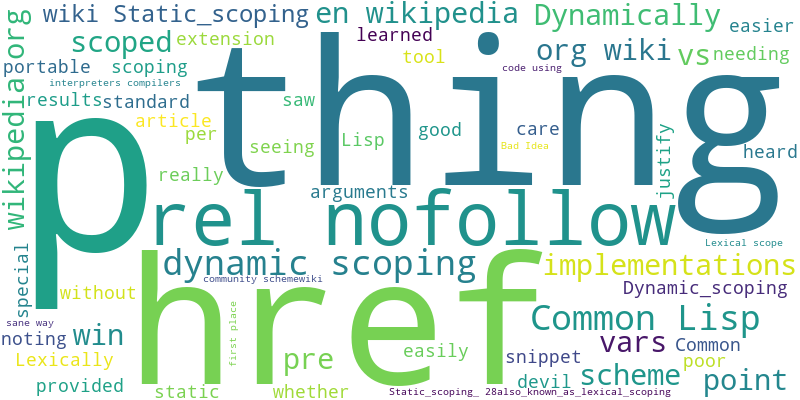 wiki Static_scoping
en wikipedia
Dynamically
easier
scoped
extension
learned
org wiki
vs
needing
portable
scoping
tool
code using
interpreters compilers
results
standard
saw
thing
article
per
seeing
Lisp
good
care
Bad Idea
heard
wikipedia org
p
really
arguments
justify
rel nofollow
Lexical scope
special
dynamic scoping
implementations
community schemewiki
href
Dynamic_scoping
without
sane way
noting
win
first place
Common Lisp
vars
Common
Lexically
pre
easily
snippet
poor
provided
static
whether
devil
scheme
point
Static_scoping_ 28also_known_as_lexical_scoping